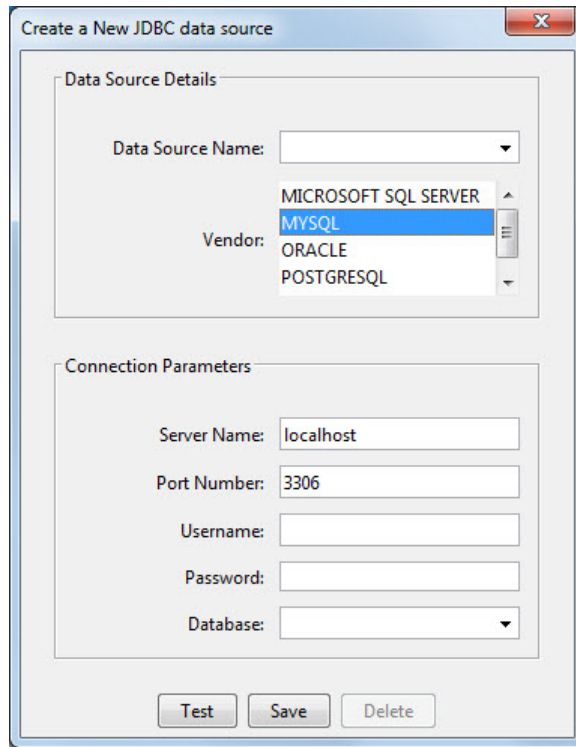 Create a New JDBC data source
Data Source Details
Data Source Name:
Vendor:
MICROSOFT SQL SERVER
MYSQL
ORACLE
POSTGRESQL
Connection Parameters
Server Name: localhost
Port Number: 3306
Username:
Password:
Database:
Test Save Delete